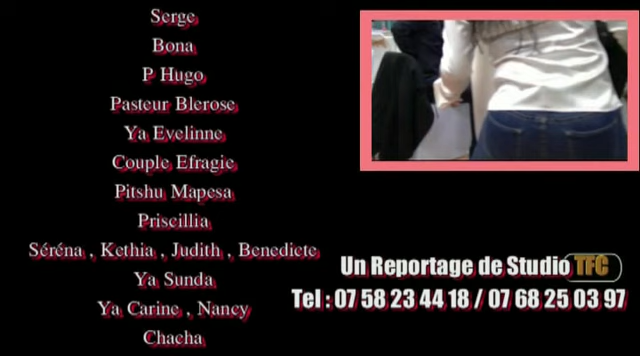 Serge
Bona
P Hugo
Pasteur Blerose
Ya Evelinne
Couple Efragie
Pitshu Mapesa
Priscillia
Séréna , Kethia , Judith , Benedicte
Ya Sunda
Ya Carine , Nancy
Chacha
Un Reportage de Studio TFC
Tel : 07 58 23 44 18 / 07 68 25 03 97